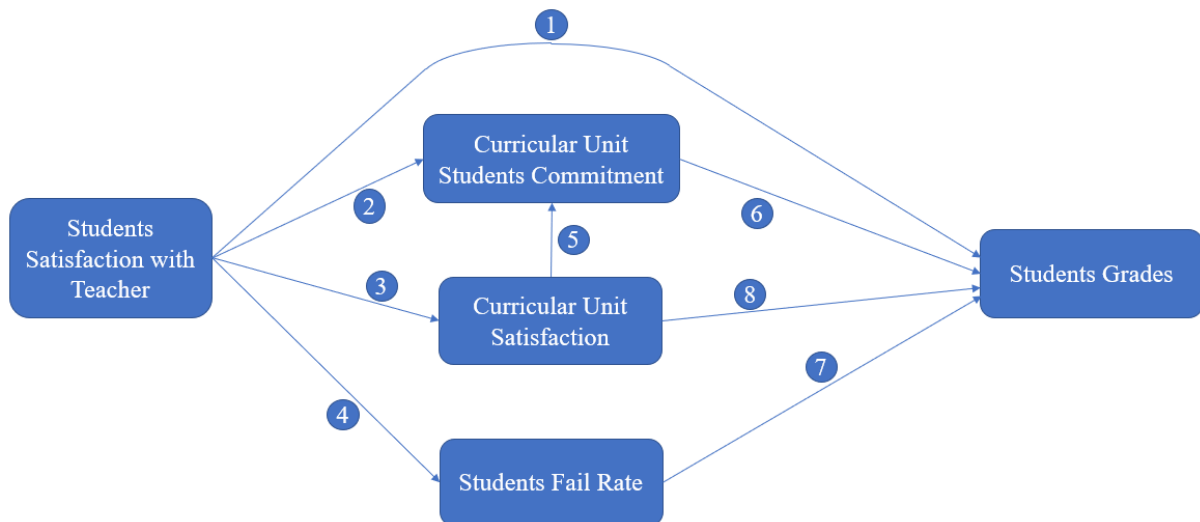 1
Curricular Unit
Students Commitment
2
6
Students
Satisfaction with
Teacher
5
Students Grades
3
Curricular Unit
Satisfaction
8
7
4
Students Fail Rate